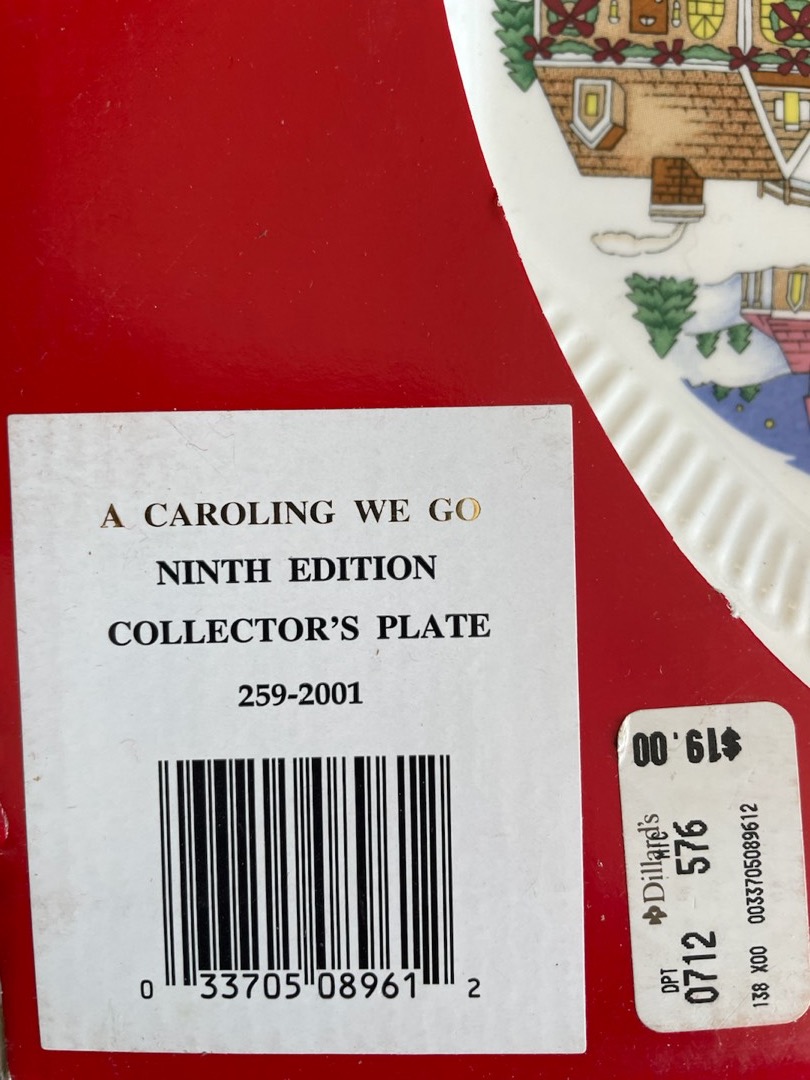 A CAROLING WE GO
NINTH EDITION
COLLECTOR'S PLATE
259-2001
0 33705 08961 2
$19.00
Dillard's
MFC 576
DPT
0712
138 X00 0033705089612